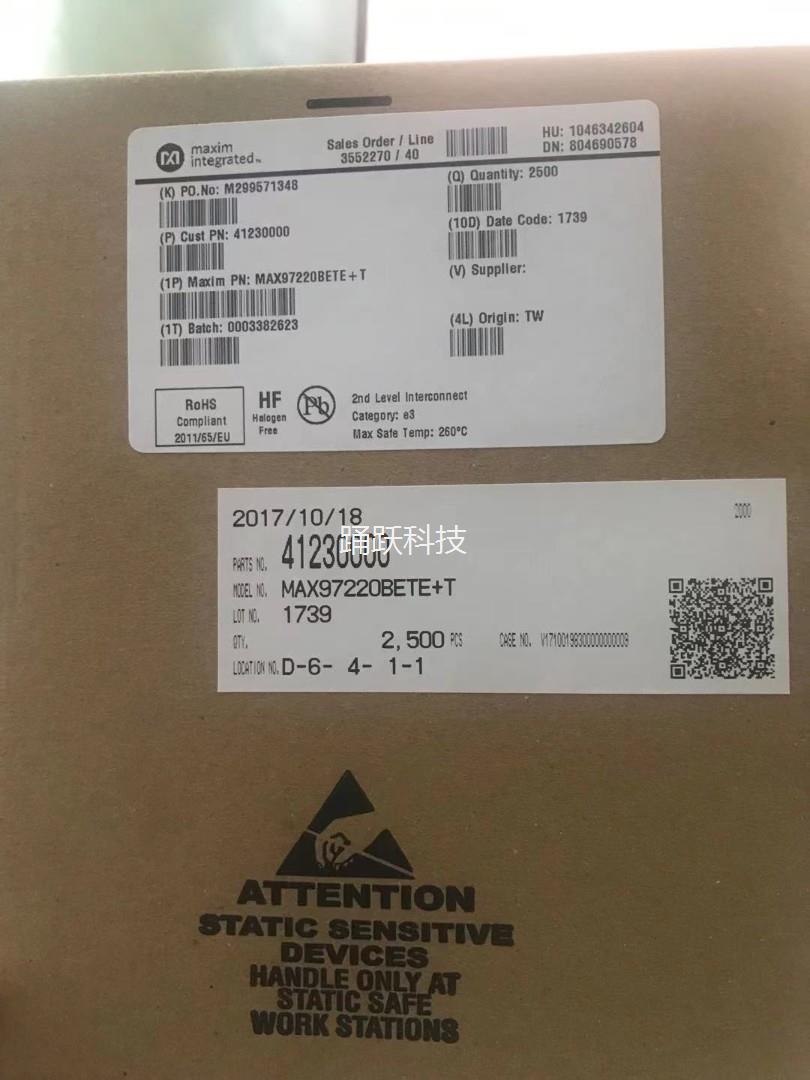 maxim
integrated™
Sales Order / Line
3552270 / 40
HU: 1046342604
DN: 804690578
(K) PO.No: M299571348
(Q) Quantity: 2500
(P) Cust PN: 41230000
(10D) Date Code: 1739
(1P) Maxim PN: MAX97220BETE+T
(V) Supplier:
(1T) Batch: 0003382623
(4L) Origin: TW
RoHS
Compliant
2011/65/EU
HF
Halogen
Free
Pb
2nd Level Interconnect
Category: e3
Max Safe Temp: 260°C
2017/10/18
2000
踊跃科技
PARTS NO. 41230000
MODEL NO. MAX97220BETE+T
LOT NO. 1739
QTY. 2,500 PCS CASE NO.
LOCATION NO. D-6- 4- 1-1
ATTENTION
STATIC SENSITIVE
DEVICES
HANDLE ONLY AT
STATIC SAFE
WORK STATIONS